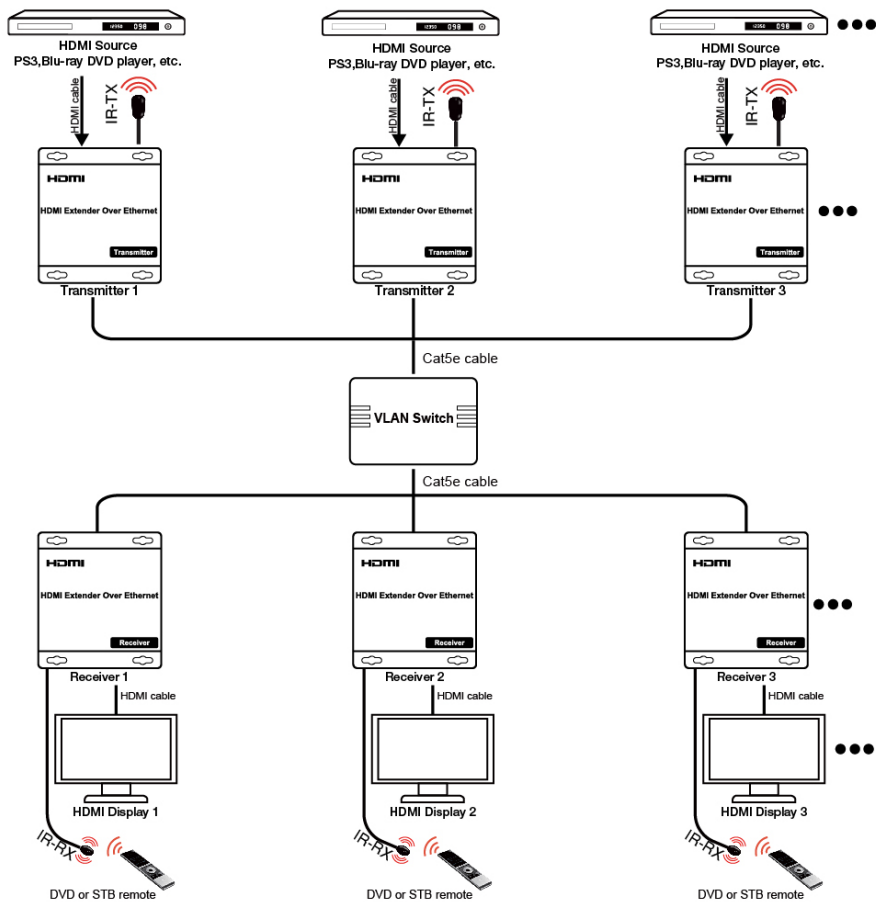 HDMI Source
PS3,Blu-ray DVD player, etc.
HDMI Source
PS3,Blu-ray DVD player, etc.
HDMI Source
PS3,Blu-ray DVD player, etc.
HDMI cable
IR-TX
HDMI cable
IR-TX
HDMI cable
IR-TX
HDMI
HDMI Extender Over Ethernet
Transmitter
Transmitter 1
HDMI
HDMI Extender Over Ethernet
Transmitter
Transmitter 2
HDMI
HDMI Extender Over Ethernet
Transmitter
Transmitter 3
Cat5e cable
VLAN Switch
Cat5e cable
HDMI
HDMI Extender Over Ethernet
Receiver
Receiver 1
HDMI
HDMI Extender Over Ethernet
Receiver
Receiver 2
HDMI
HDMI Extender Over Ethernet
Receiver
Receiver 3
HDMI cable
HDMI cable
HDMI cable
HDMI Display 1
HDMI Display 2
HDMI Display 3
IR-RX
IR-RX
IR-RX
DVD or STB remote
DVD or STB remote
DVD or STB remote